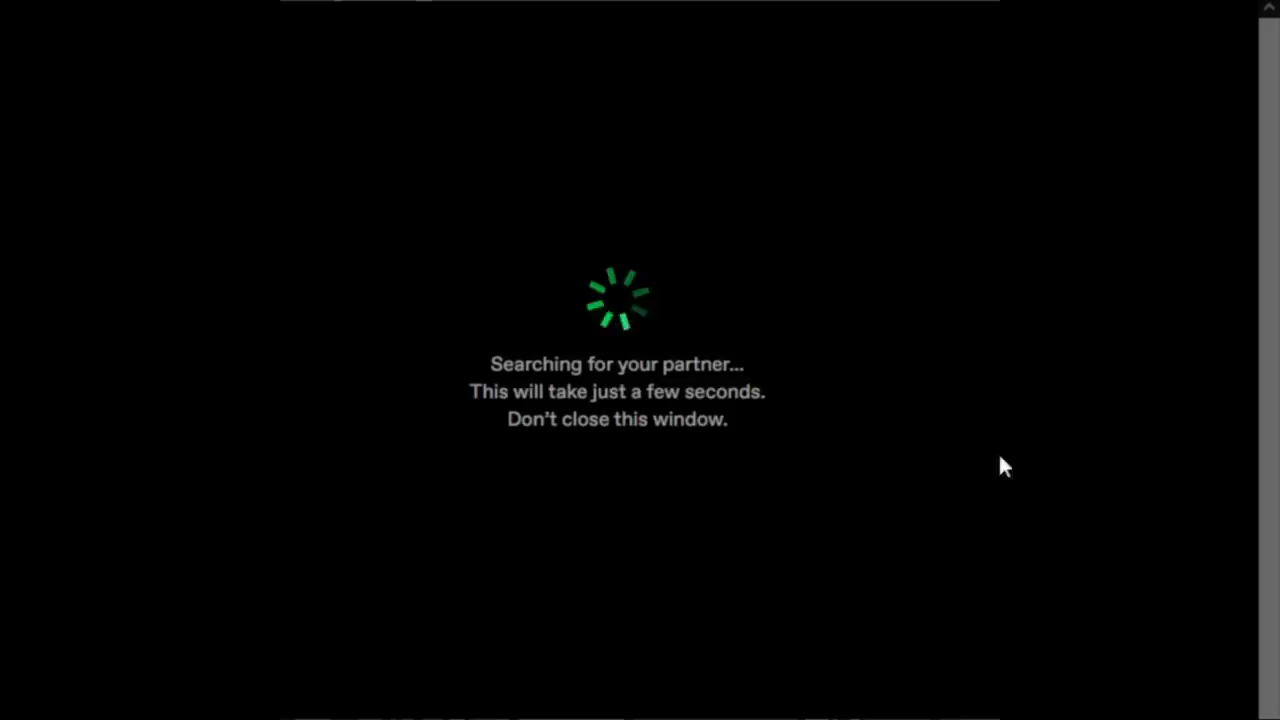 Searching for your partner...
This will take just a few seconds.
Don't close this window.